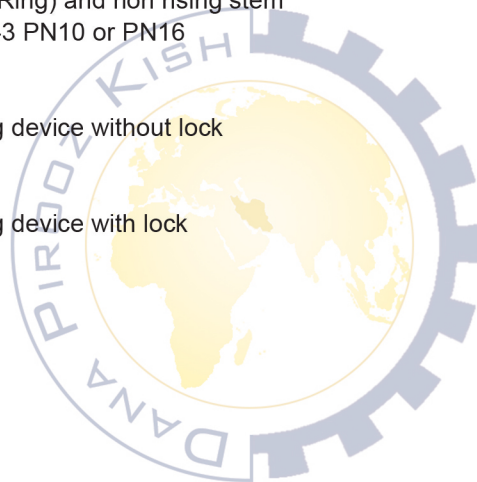 Ring) and non rising stem
-3 PN10 or PN16
g device without lock
g device with lock
DANA PIROOZ KISH